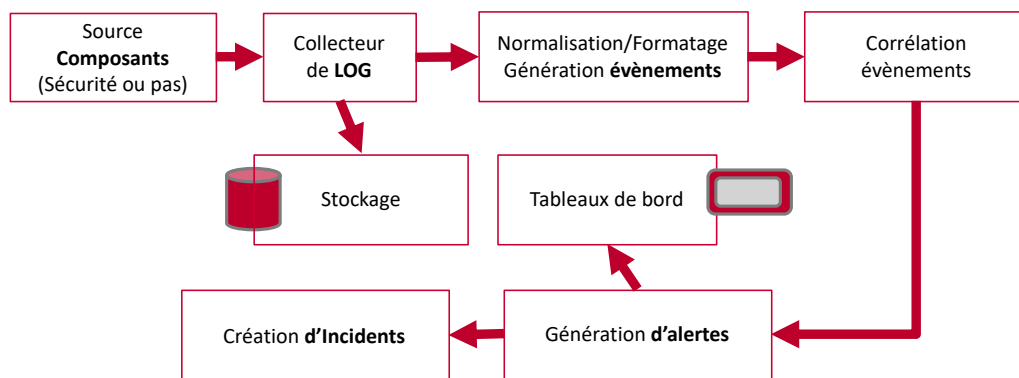 Source
Composants
(Sécurité ou pas)
Collecteur
de LOG
Normalisation/Formatage
Génération évènements
Corrélation
évènements
Stockage
Tableaux de bord
Création d'Incidents
Génération d'alertes